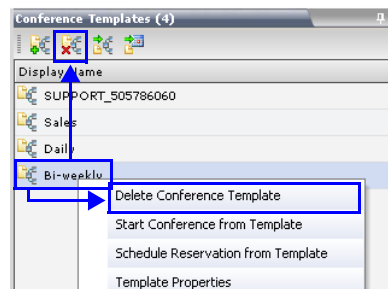 Conference Templates (4)
Display Name
SUPPORT_505786060
Sales
Daily
Bi-weekly
Delete Conference Template
Start Conference from Template
Schedule Reservation from Template
Template Properties